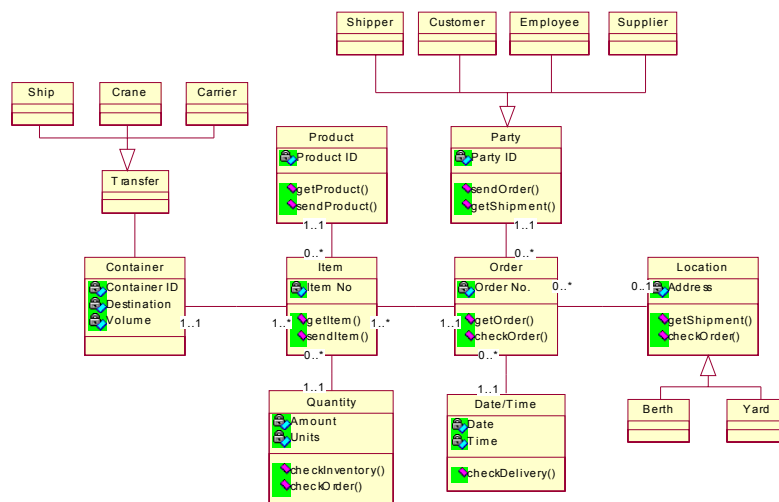 Shipper
Customer
Employee
Supplier
Ship
Crane
Carrier
Product
Product ID
getProduct()
sendProduct()
1..1
Party
Party ID
sendOrder()
getShipment()
1..1
Transfer
Container
Container ID
Destination
Volume
1..1
0..*
Item
Item No
getItem()
sendItem()
1..*
1..*
0..*
0..*
Order
Order No.
getOrder()
checkOrder()
1..1
0..*
0..*
0..1
Location
Address
getShipment()
checkOrder()
1..1
Quantity
Amount
Units
checkInventory()
checkOrder()
1..1
Date/Time
Date
Time
checkDelivery()
Berth
Yard